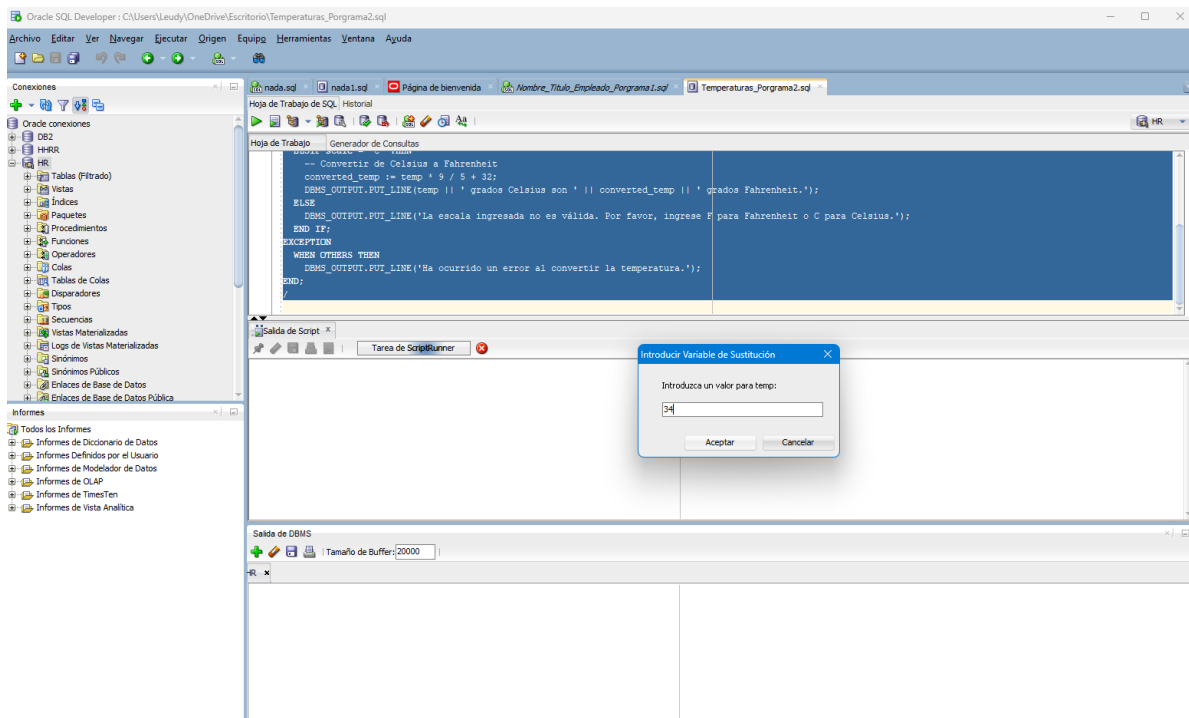 Oracle SQL Developer : C:\Users\Leudy\OneDrive\Escritorio\Temperaturas_Porgrama2.sql
Archivo Editar Ver Navegar Ejecutar Origen Equipo Herramientas Ventana Ayuda
Conexiones
nada.sql
nada1.sql
Página de bienvenida
Nombre_Titulo_Empleado_Porgrama1.sql
Temperaturas_Porgrama2.sql
Hoja de Trabajo de SQL Historial
HR
Hoja de Trabajo Generador de Consultas
Oracle conexiones
DB2
HHRR
HR
Tablas (Filtrado)
Vistas
Índices
Paquetes
Procedimientos
Funciones
Operadores
Colas
Tablas de Colas
Disparadores
Tipos
Secuencias
Vistas Materializadas
Logs de Vistas Materializadas
Sinónimos
Sinónimos Públicos
Enlaces de Base de Datos
Enlaces de Base de Datos Pública
-- Convertir de Celsius a Fahrenheit
converted_temp := temp * 9 / 5 + 32;
DBMS_OUTPUT.PUT_LINE(temp || ' grados Celsius son ' || converted_temp || ' grados Fahrenheit.');
ELSE
DBMS_OUTPUT.PUT_LINE('La escala ingresada no es válida. Por favor, ingrese F para Fahrenheit o C para Celsius.');
END IF;
EXCEPTION
WHEN OTHERS THEN
DBMS_OUTPUT.PUT_LINE('Ha ocurrido un error al convertir la temperatura.');
END;
/
Salida de Script
Tarea de ScriptRunner
Introducir Variable de Sustitución
Introduzca un valor para temp:
34
Aceptar Cancelar
Informes
Todos los Informes
Informes de Diccionario de Datos
Informes Definidos por el Usuario
Informes de Modelador de Datos
Informes de OLAP
Informes de TimesTen
Informes de Vista Analítica
Salida de DBMS
Tamaño de Buffer: 20000
HR